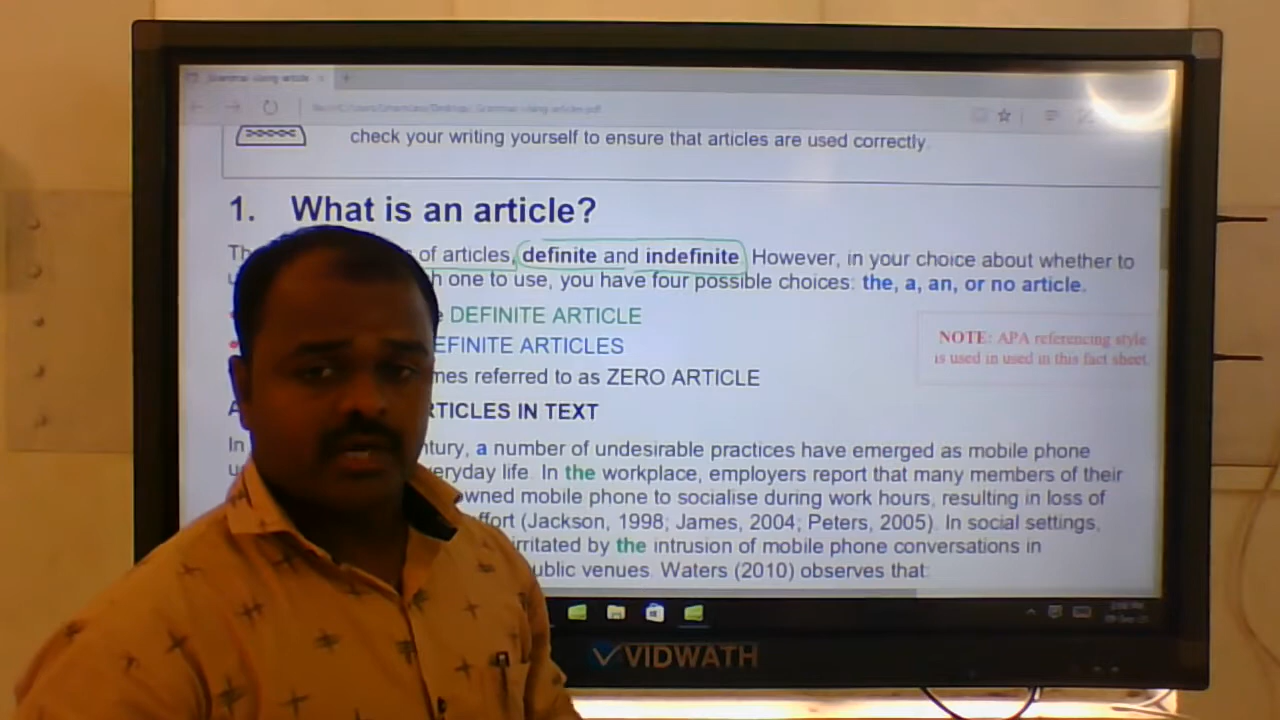 Grammar using article
check your writing yourself to ensure that articles are used correctly
1. What is an article?
of articles, definite and indefinite. However, in your choice about whether to
one to use, you have four possible choices: the, a, an, or no article.
DEFINITE ARTICLE
EFINITE ARTICLES
NOTE: APA referencing style
is used in used in this fact sheet
mes referred to as ZERO ARTICLE
RTICLES IN TEXT
In tury, a number of undesirable practices have emerged as mobile phone
veryday life. In the workplace, employers report that many members of their
owned mobile phone to socialise during work hours, resulting in loss of
ffort (Jackson, 1998; James, 2004; Peters, 2005). In social settings,
irritated by the intrusion of mobile phone conversations in
ublic venues. Waters (2010) observes that:
VIDWATH